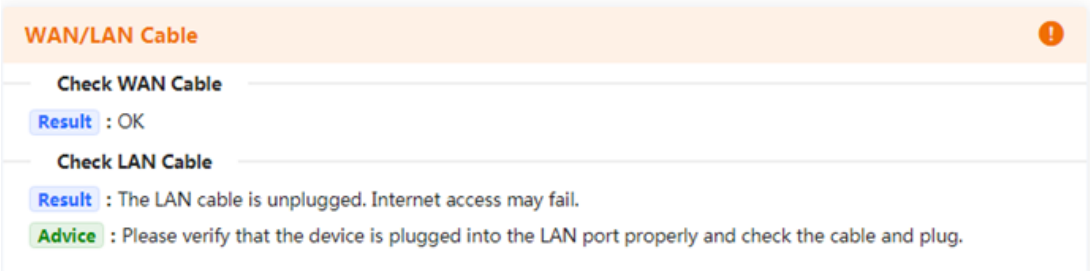 WAN/LAN Cable
Check WAN Cable
Result : OK
Check LAN Cable
Result : The LAN cable is unplugged. Internet access may fail.
Advice : Please verify that the device is plugged into the LAN port properly and check the cable and plug.